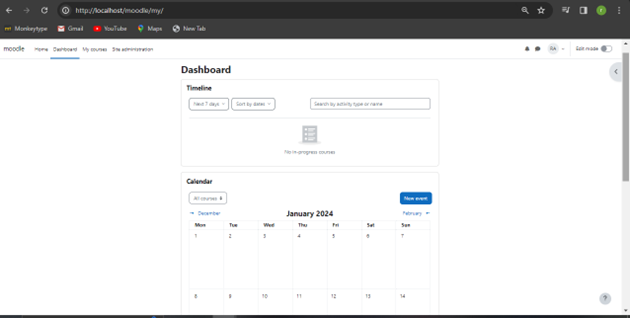 http://localhost/moodle/my/
Monkeytype Gmail YouTube Maps New Tab
moodle Home Dashboard My courses Site administration Edit mode
Dashboard
Timeline
Next 7 days Sort by dates Search by activity type or name
No in-progress courses
Calendar
All courses New event
December January 2024 February
Mon Tue Wed Thu Fri Sat Sun
1 2 3 4 5 6 7
8 9 10 11 12 13 14
?